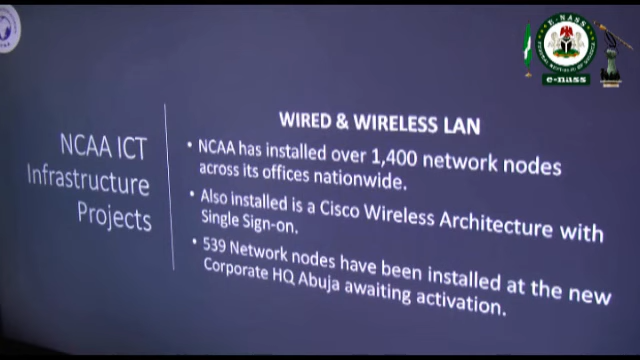 e-nass
WIRED & WIRELESS LAN
NCAA ICT
Infrastructure
Projects
• NCAA has installed over 1,400 network nodes
across its offices nationwide.
• Also installed is a Cisco Wireless Architecture with
Single Sign-on.
• 539 Network nodes have been installed at the new
Corporate HQ Abuja awaiting activation.